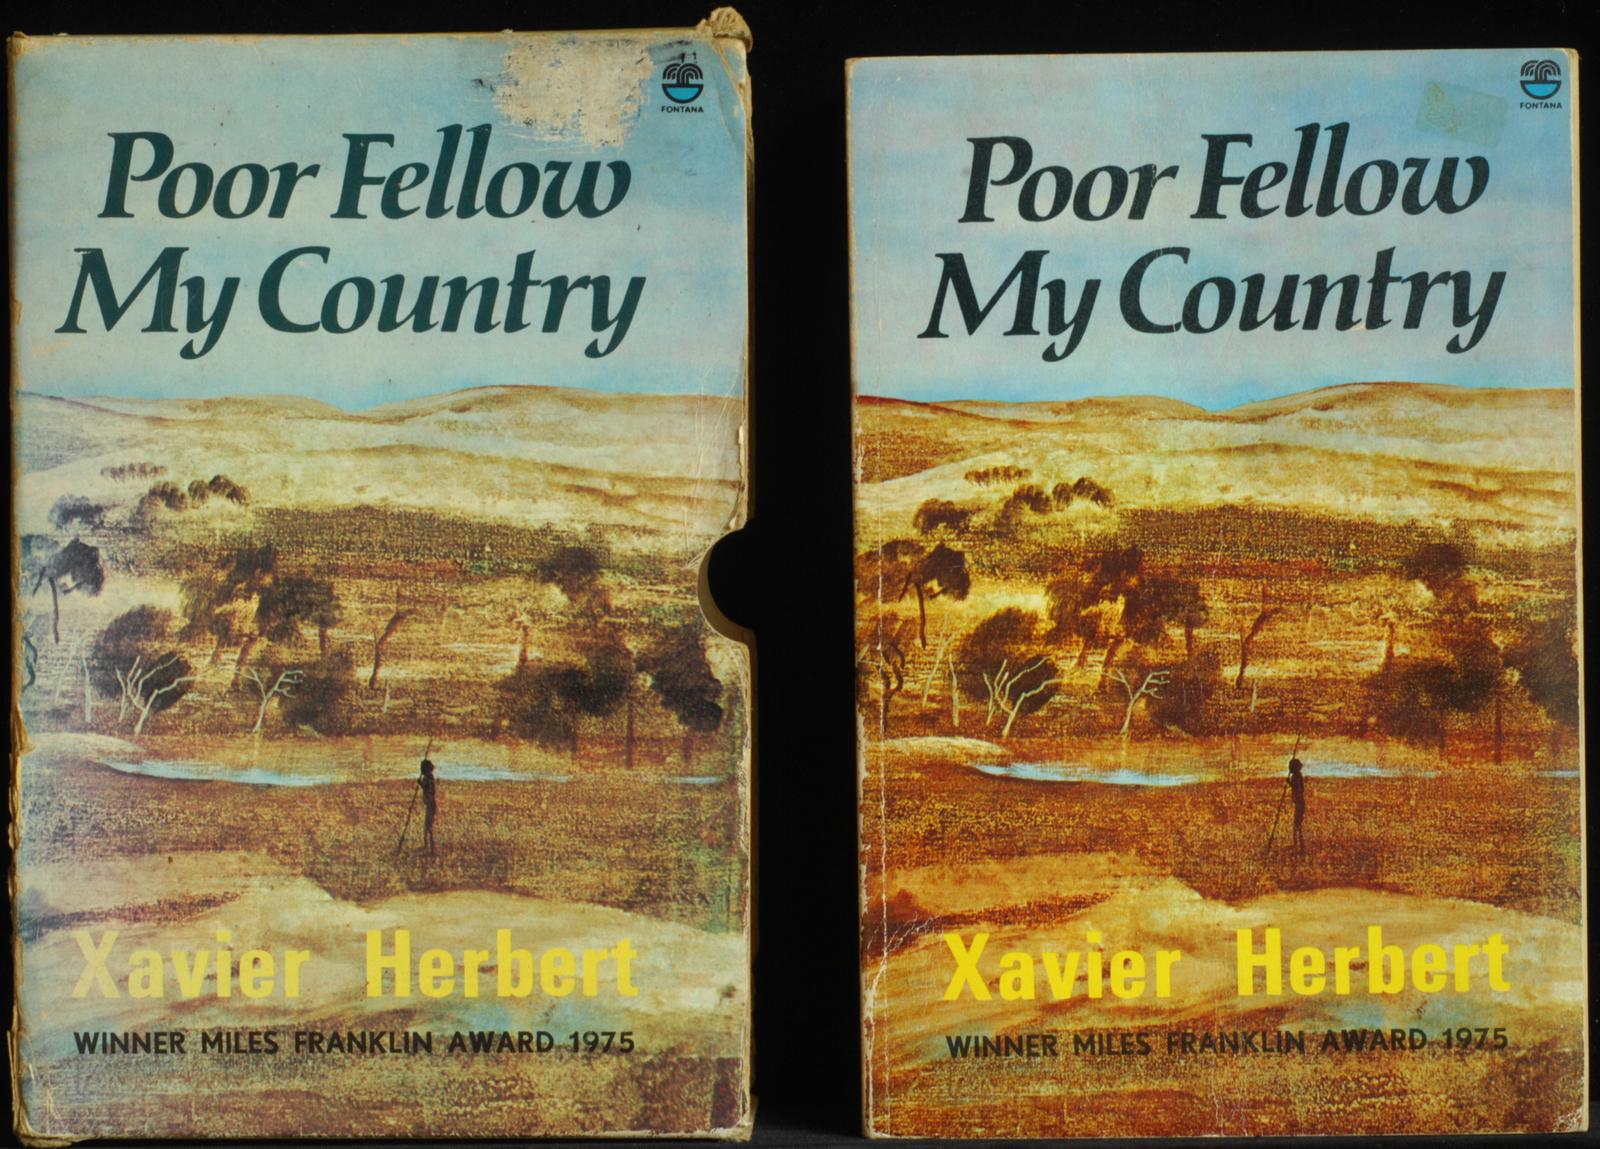 FONTANA
Poor Fellow
My Country
Xavier Herbert
WINNER MILES FRANKLIN AWARD 1975
FONTANA
Poor Fellow
My Country
Xavier Herbert
WINNER MILES FRANKLIN AWARD 1975